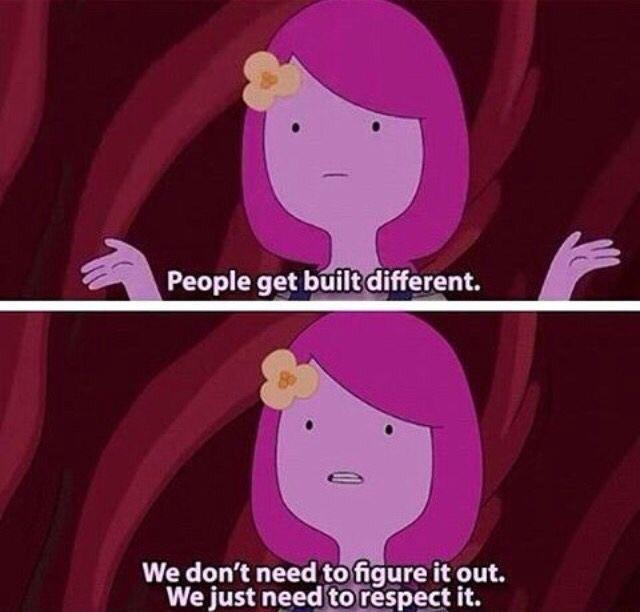 People get built different.
We don't need to figure it out.
We just need to respect it.